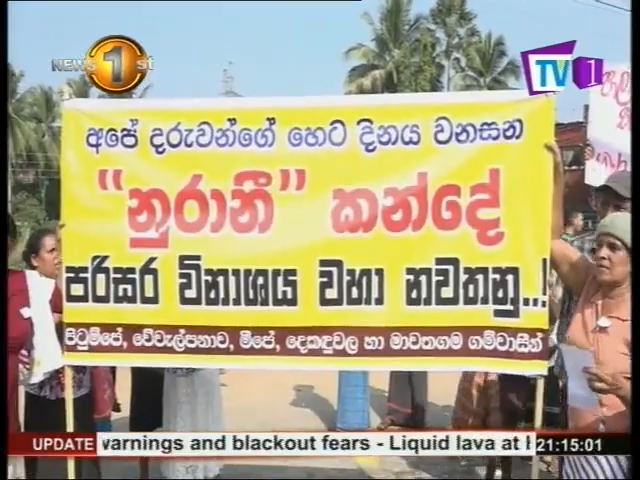 NEWS 1st
TV 1
අපේ දරුවන්ගේ හෙට දිනය වනසන
“නුරානී” කන්දේ
පරිසර විනාශය වහා නවතනු..!
පිටුම්පේ, වේවැල්පනාව, මීපේ, දෙකඳුවල හා මාවතගම ගම්වාසීන්
UPDATE warnings and blackout fears - Liquid lava at 21:15:01